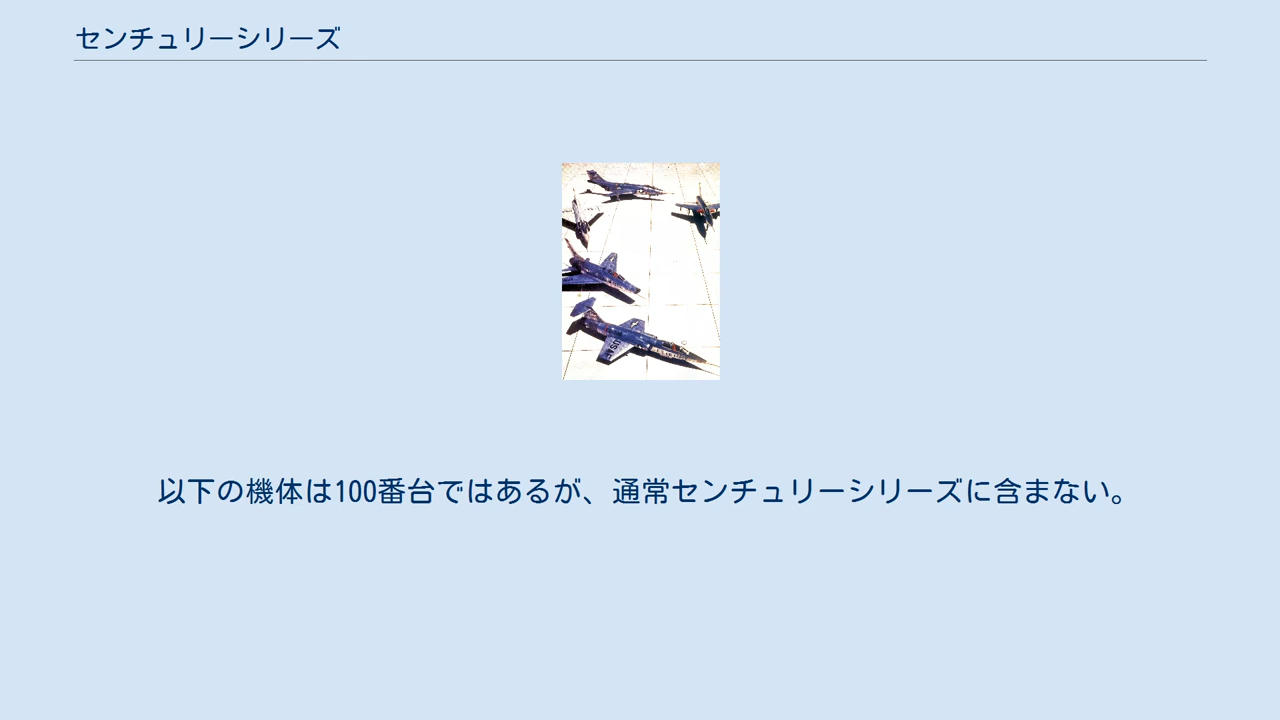 センチュリーシリーズ
以下の機体は100番台ではあるが、通常センチュリーシリーズに含まない。